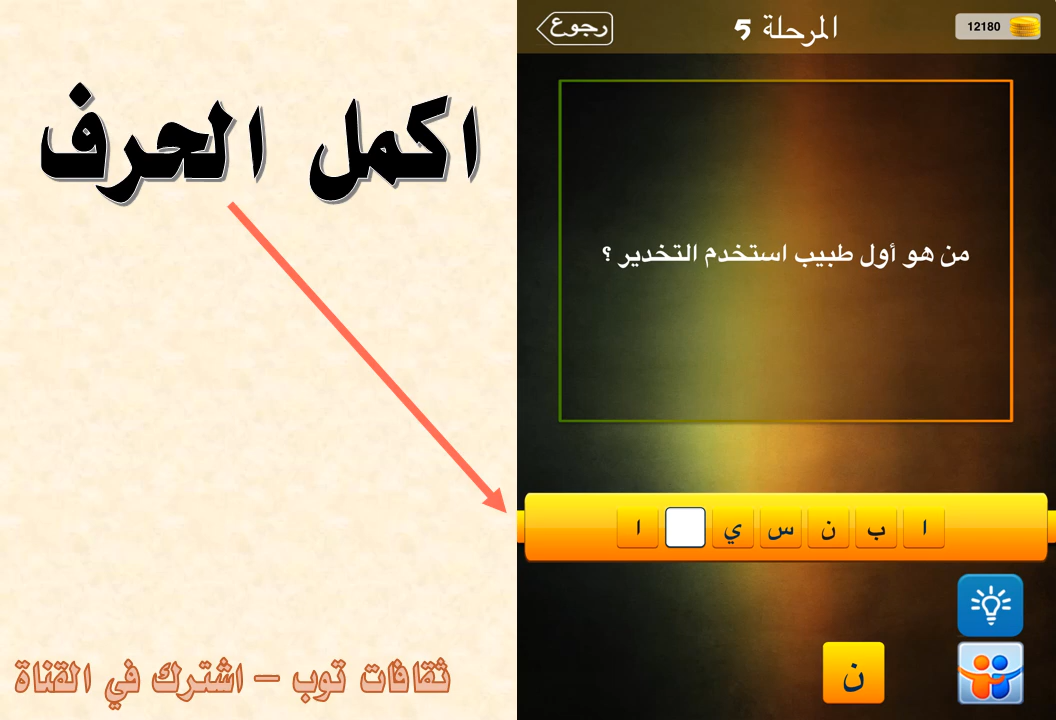 اكمل الحرف
ثقافات توب – اشترك في القناة
رجوع
المرحلة 5
12180
من هو أول طبيب استخدم التخدير ؟
ا ب ن س ي ا
ن